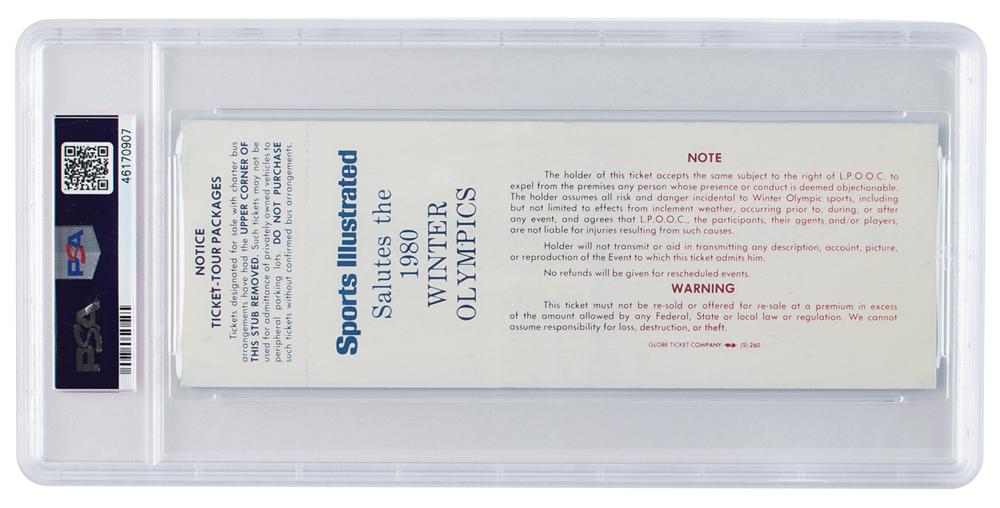 46170907
PSA
PSA
NOTICE
TICKET-TOUR PACKAGES
Tickets designated for sale with charter bus
arrangements have had the UPPER CORNER OF
THIS STUB REMOVED. Such tickets may not be
used for admittance of privately owned vehicles to
peripheral parking lots. DO NOT PURCHASE
such tickets without confirmed bus arrangements.
Sports Illustrated
Salutes the
1980
WINTER
OLYMPICS
NOTE
The holder of this ticket accepts the same subject to the right of L.P.O.O.C. to
expel from the premises any person whose presence or conduct is deemed objectionable.
The holder assumes all risk and danger incidental to Winter Olympic sports, including
but not limited to effects from inclement weather, occurring prior to, during, or after
any event, and agrees that L.P.O.O.C., the participants, their agents and/or players,
are not liable for injuries resulting from such causes.
Holder will not transmit or aid in transmitting any description, account, picture,
or reproduction of the Event to which this ticket admits him.
No refunds will be given for rescheduled events.
WARNING
This ticket must not be re-sold or offered for re-sale at a premium in excess
of the amount allowed by any Federal, State or local law or regulation. We cannot
assume responsibility for loss, destruction, or theft.
GLOBE TICKET COMPANY (5) 260